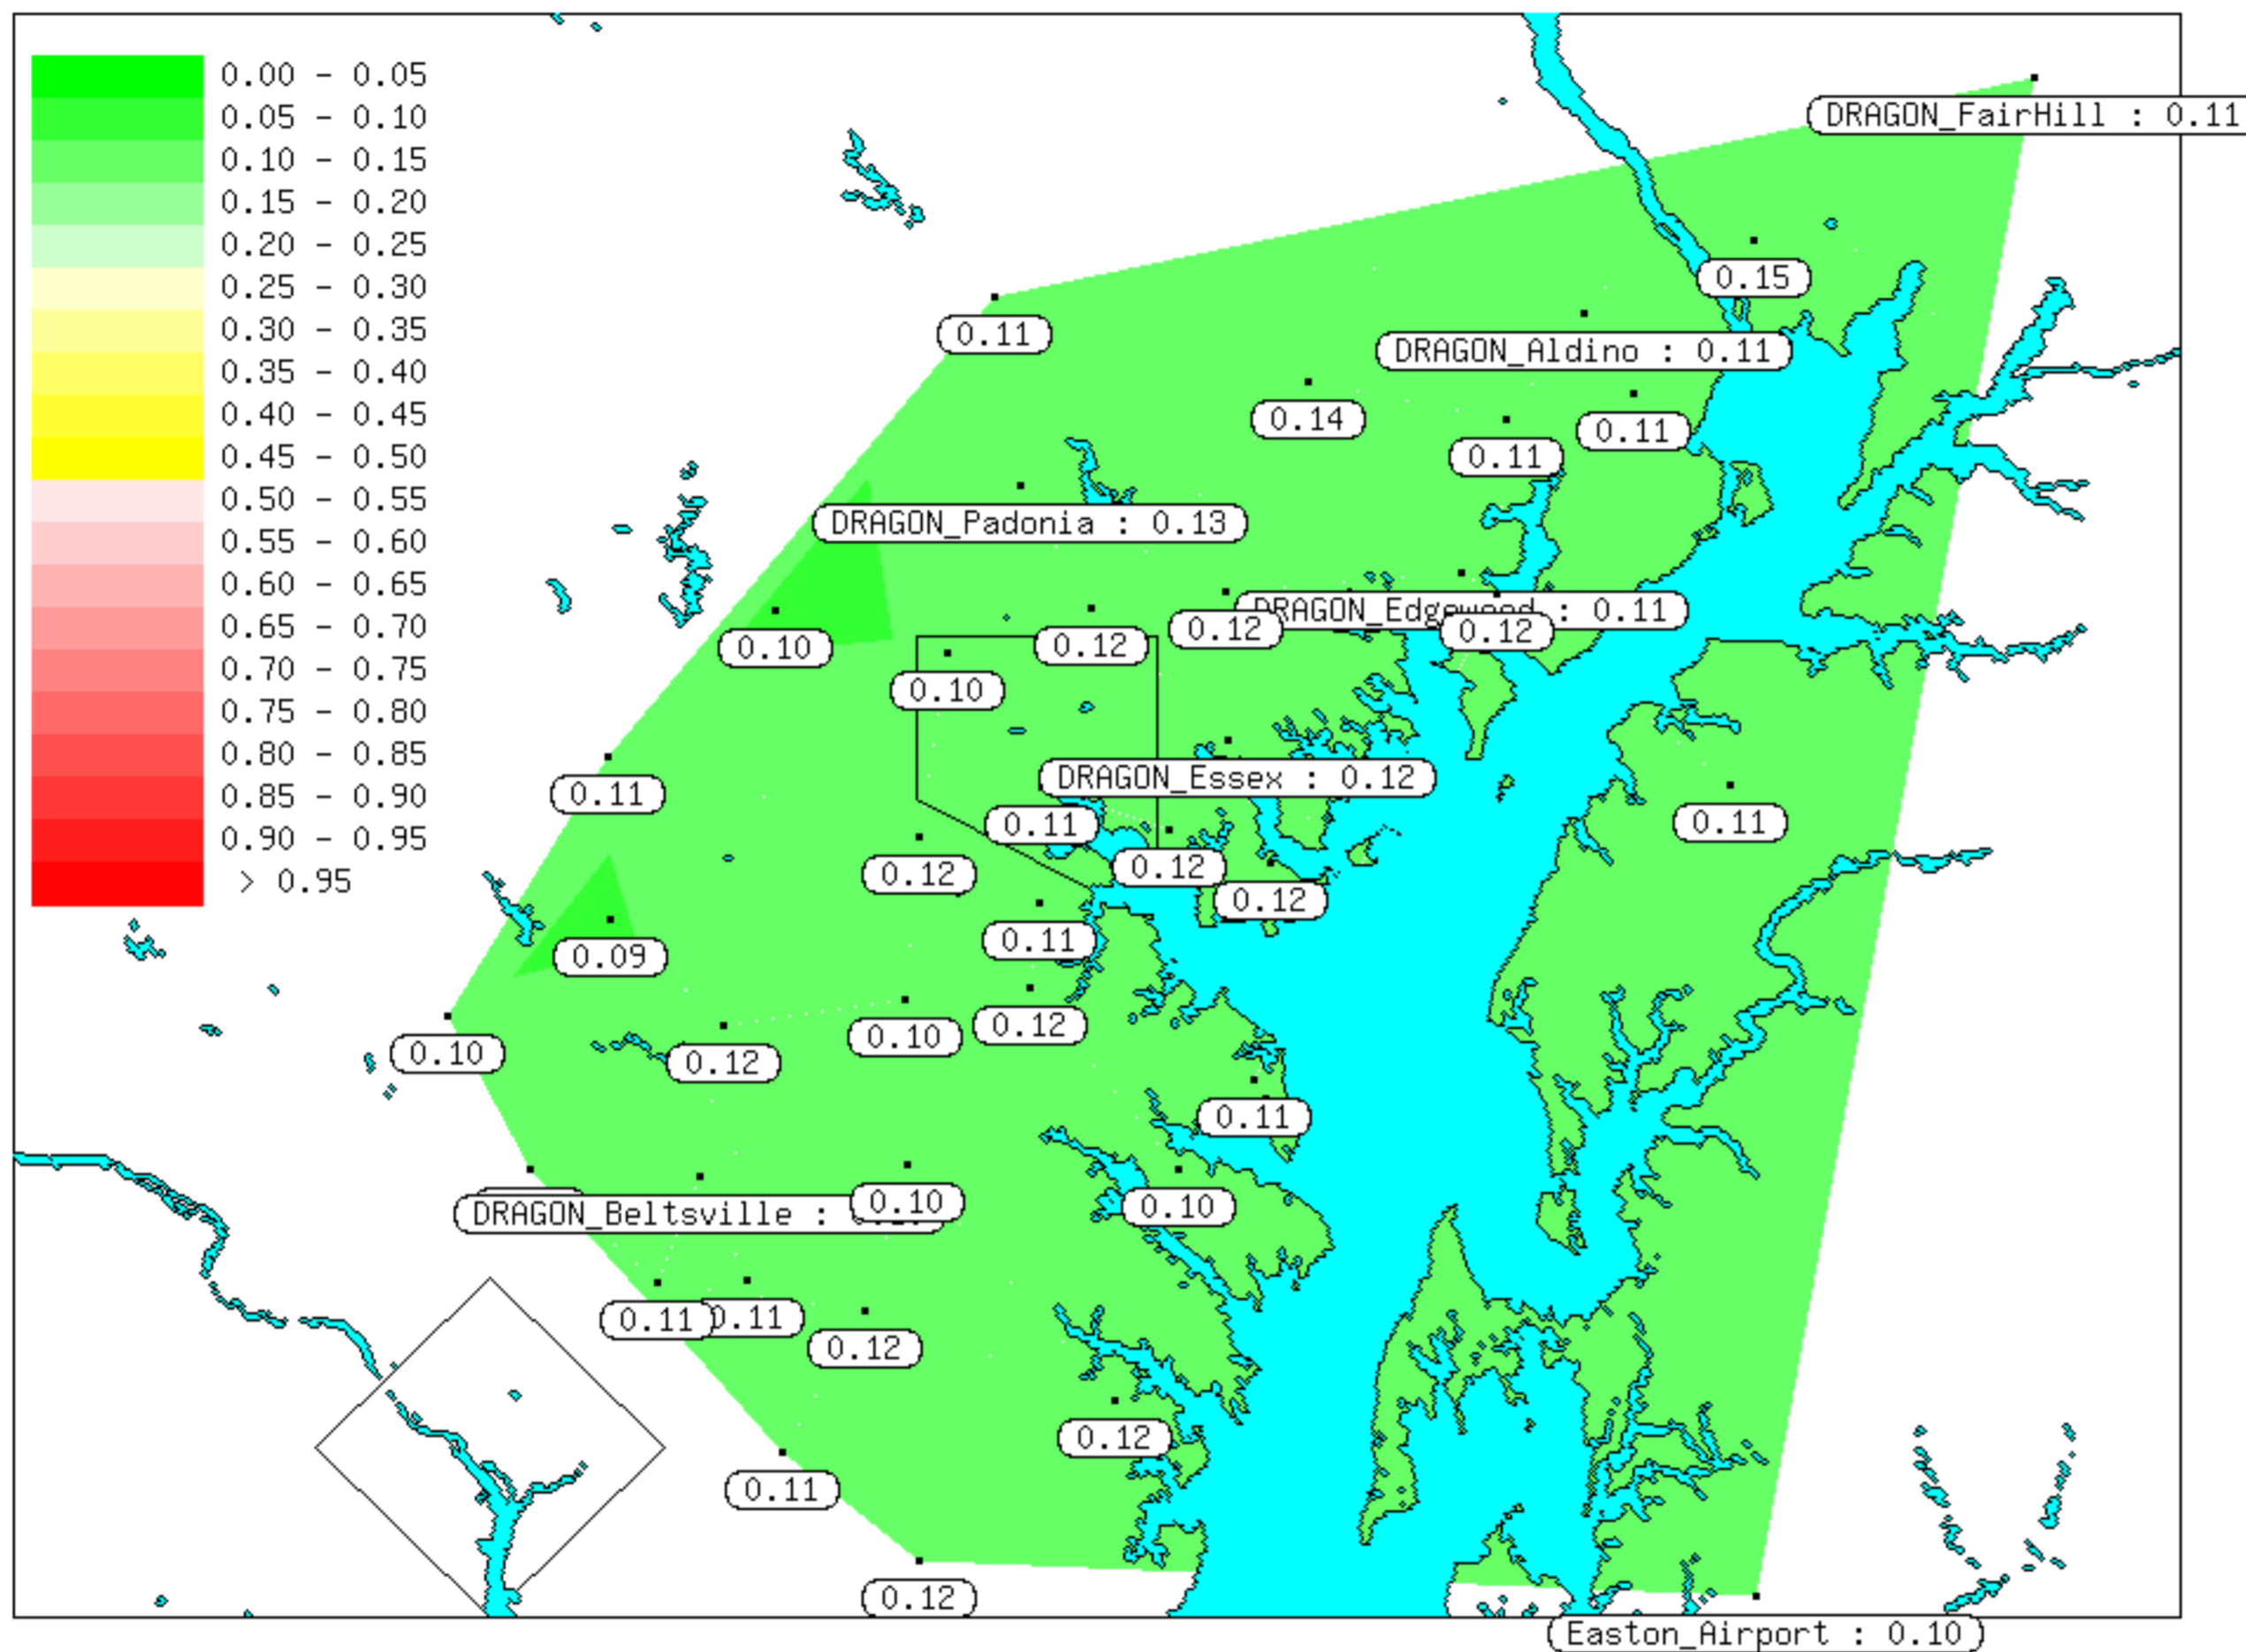 0.00 - 0.05
0.05 - 0.10
0.10 - 0.15
0.15 - 0.20
0.20 - 0.25
0.25 - 0.30
0.30 - 0.35
0.35 - 0.40
0.40 - 0.45
0.45 - 0.50
0.50 - 0.55
0.55 - 0.60
0.60 - 0.65
0.65 - 0.70
0.70 - 0.75
0.75 - 0.80
0.80 - 0.85
0.85 - 0.90
0.90 - 0.95
> 0.95
DRAGON_FairHill : 0.11
0.15
0.11
DRAGON_Aldino : 0.11
0.14
0.11
0.11
DRAGON_Padonia : 0.13
DRAGON_Edgewood : 0.11
0.12
0.12
0.12
0.10
0.10
DRAGON_Essex : 0.12
0.11
0.11
0.11
0.12
0.12
0.12
0.11
0.09
0.12
0.10
0.10
0.12
0.11
DRAGON_Beltsville :
0.10
0.10
0.11
0.11
0.12
0.12
0.11
0.12
Easton_Airport : 0.10